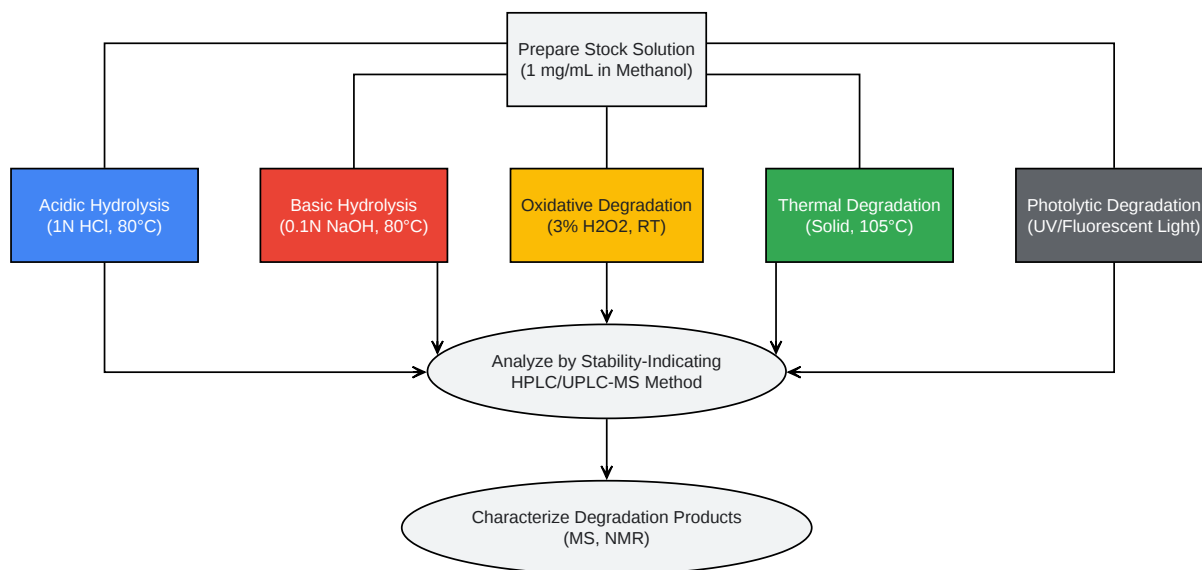 Prepare Stock Solution
(1 mg/mL in Methanol)
Acidic Hydrolysis
(1N HCl, 80°C)
Basic Hydrolysis
(0.1N NaOH, 80°C)
Oxidative Degradation
(3% H2O2, RT)
Thermal Degradation
(Solid, 105°C)
Photolytic Degradation
(UV/Fluorescent Light)
Analyze by Stability-Indicating
HPLC/UPLC-MS Method
Characterize Degradation Products
(MS, NMR)